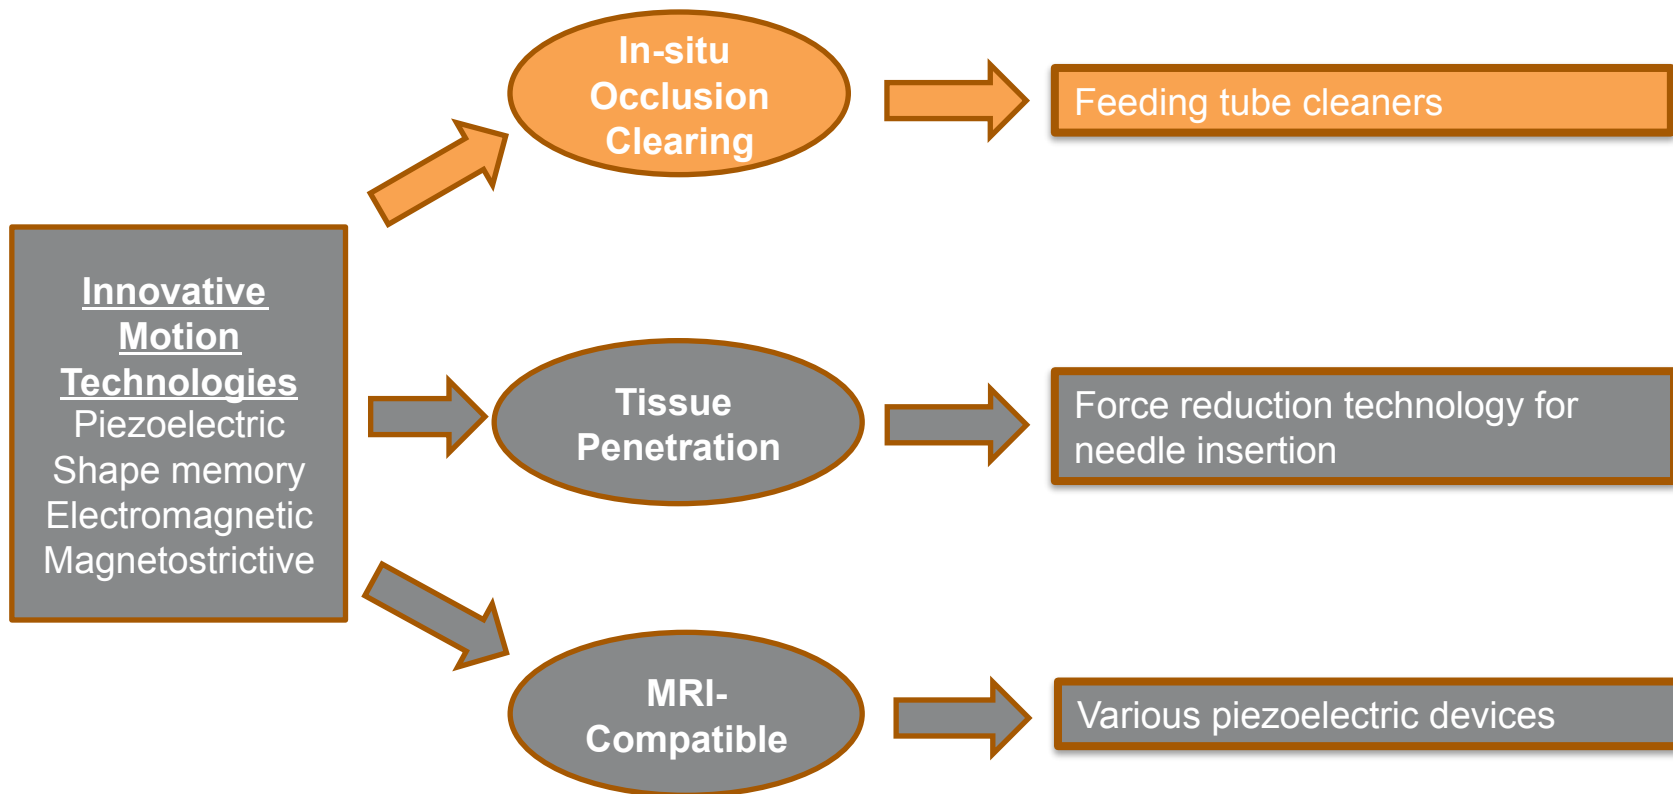 In-situ
Occlusion
Clearing
Feeding tube cleaners
Innovative
Motion
Technologies
Piezoelectric
Shape memory
Electromagnetic
Magnetostrictive
Tissue
Penetration
Force reduction technology for
needle insertion
MRI-
Compatible
Various piezoelectric devices